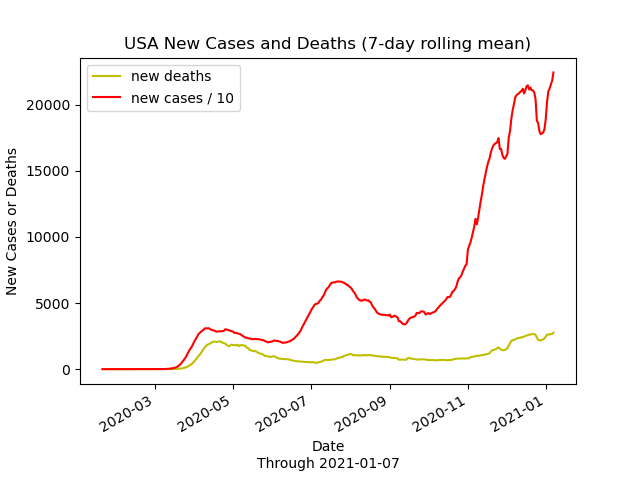 USA New Cases and Deaths (7-day rolling mean)
new deaths
new cases / 10
New Cases or Deaths
20000
15000
10000
5000
0
2020-03
2020-05
2020-07
2020-09
2020-11
2021-01
Date
Through 2021-01-07